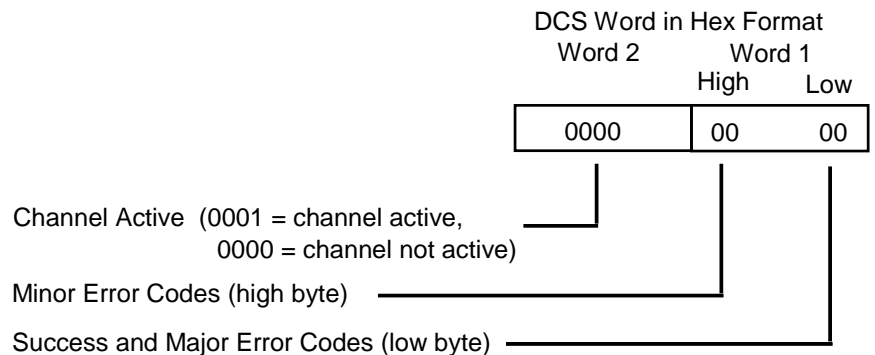 DCS Word in Hex Format
Word 2 Word 1
High Low
0000 00 00
Channel Active (0001 = channel active,
0000 = channel not active)
Minor Error Codes (high byte)
Success and Major Error Codes (low byte)